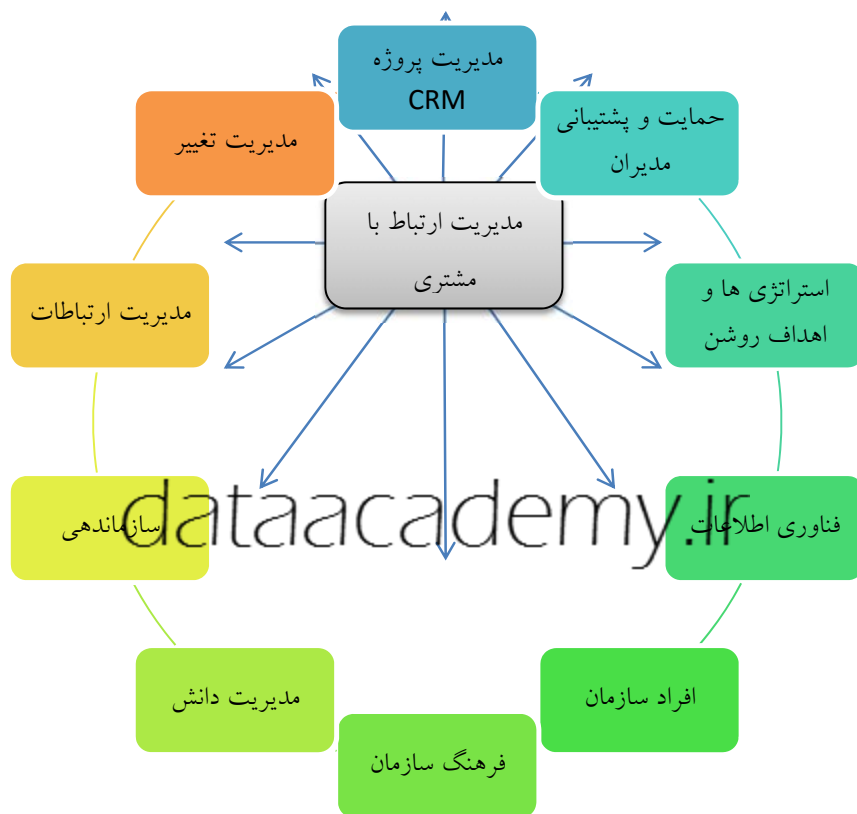 مدیریت پروژه
CRM
حمایت و پشتیبانی
مدیران
استراتژی ها و
اهداف روشن
فناوری اطلاعات
افراد سازمان
فرهنگ سازمان
مدیریت دانش
سازماندهی
مدیریت ارتباطات
مدیریت تغییر
مدیریت ارتباط با
مشتری
dataacademy.ir